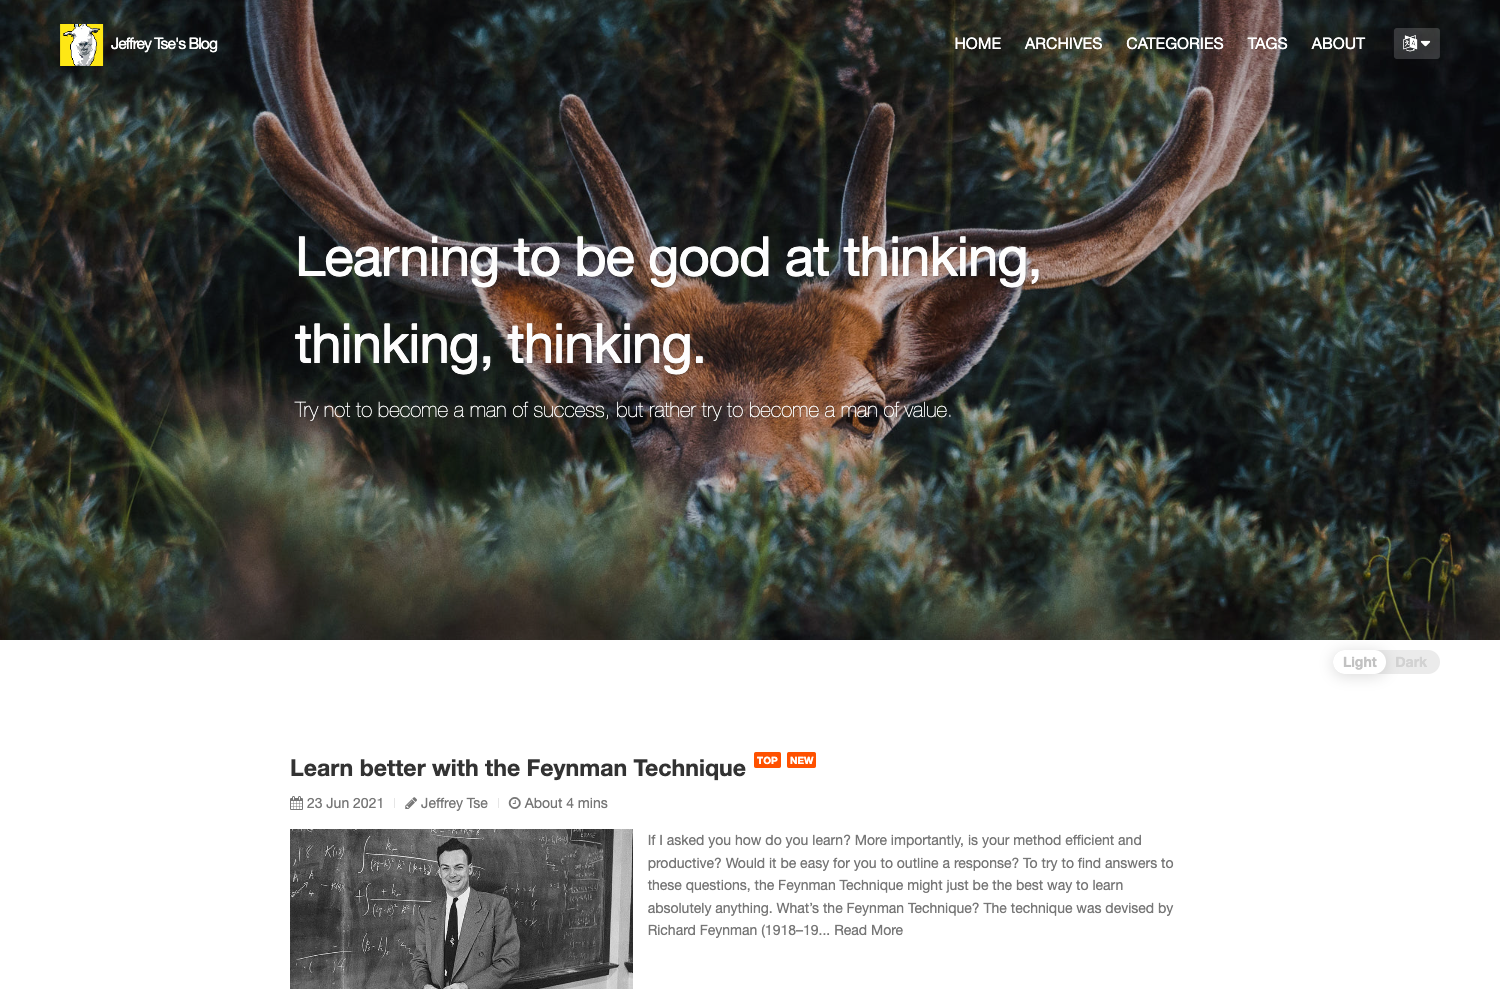 Jeffrey Tse's Blog
HOME ARCHIVES CATEGORIES TAGS ABOUT
Learning to be good at thinking,
thinking, thinking.
Try not to become a man of success, but rather try to become a man of value.
Light Dark
Learn better with the Feynman Technique TOP NEW
23 Jun 2021 Jeffrey Tse About 4 mins
If I asked you how do you learn? More importantly, is your method efficient and
productive? Would it be easy for you to outline a response? To try to find answers to
these questions, the Feynman Technique might just be the best way to learn
absolutely anything. What’s the Feynman Technique? The technique was devised by
Richard Feynman (1918–19... Read More